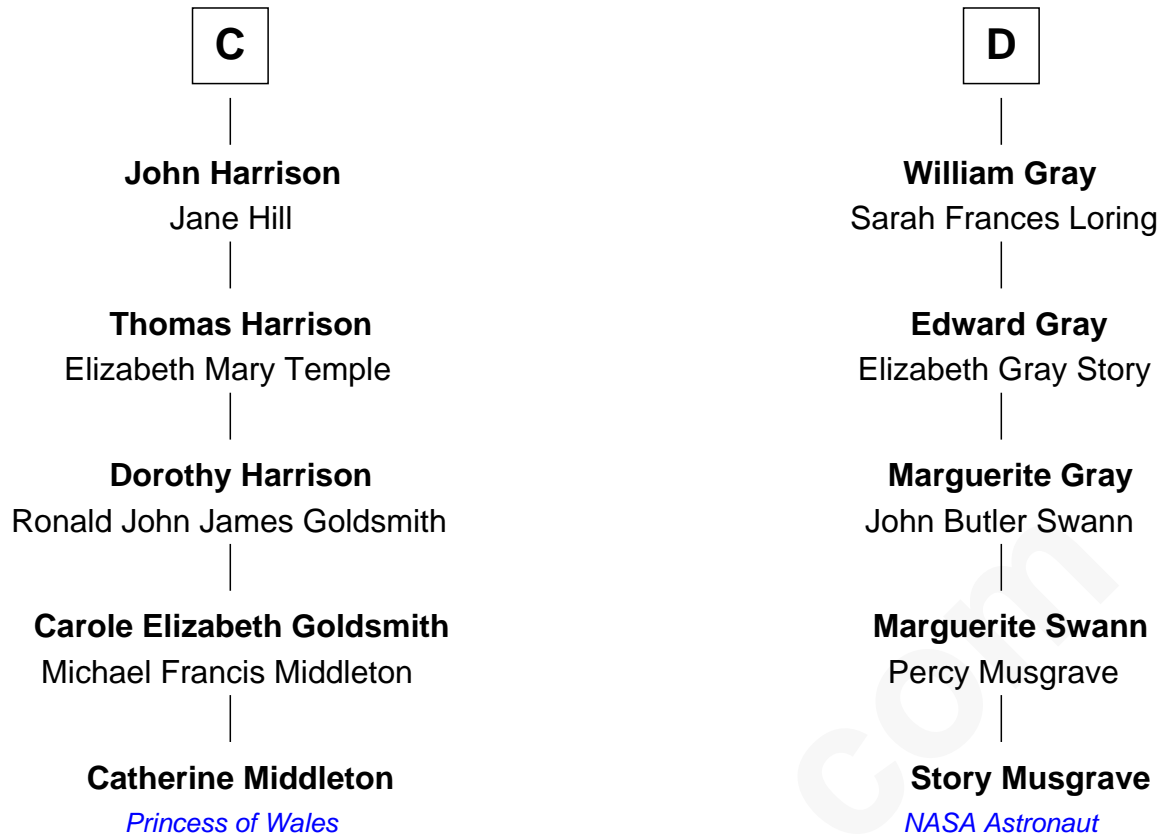 C
John Harrison
Jane Hill
Thomas Harrison
Elizabeth Mary Temple
Dorothy Harrison
Ronald John James Goldsmith
Carole Elizabeth Goldsmith
Michael Francis Middleton
Catherine Middleton
Princess of Wales
D
William Gray
Sarah Frances Loring
Edward Gray
Elizabeth Gray Story
Marguerite Gray
John Butler Swann
Marguerite Swann
Percy Musgrave
Story Musgrave
NASA Astronaut
com